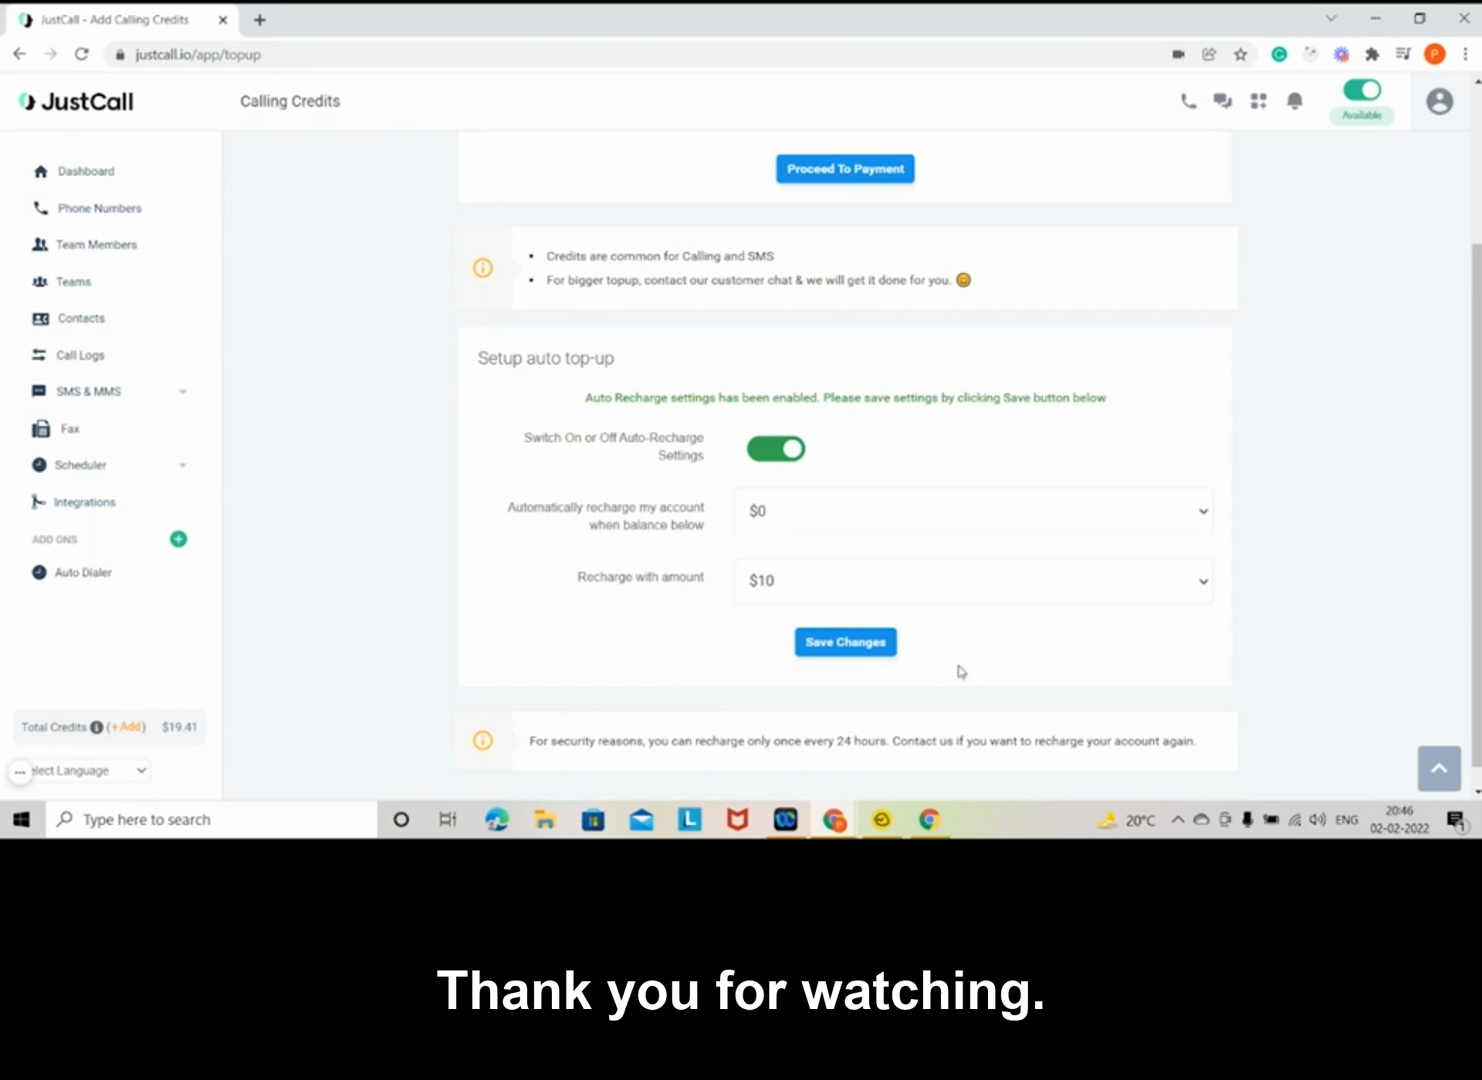 JustCall - Add Calling Credits
justcall.io/app/topup
P
JustCall
Calling Credits
Available
Dashboard
Phone Numbers
Team Members
Teams
Contacts
Call Logs
SMS & MMS
Fax
Scheduler
Integrations
ADD ONS
Auto Dialer
Total Credits (+Add) $19.41
elect Language
Proceed To Payment
• Credits are common for Calling and SMS
• For bigger topup, contact our customer chat & we will get it done for you. 😊
Setup auto top-up
Auto Recharge settings has been enabled. Please save settings by clicking Save button below
Switch On or Off Auto-Recharge
Settings
Automatically recharge my account
when balance below
$0
Recharge with amount
$10
Save Changes
For security reasons, you can recharge only once every 24 hours. Contact us if you want to recharge your account again.
Type here to search
L
20°C
ENG
20:46
02-02-2022
1
Thank you for watching.